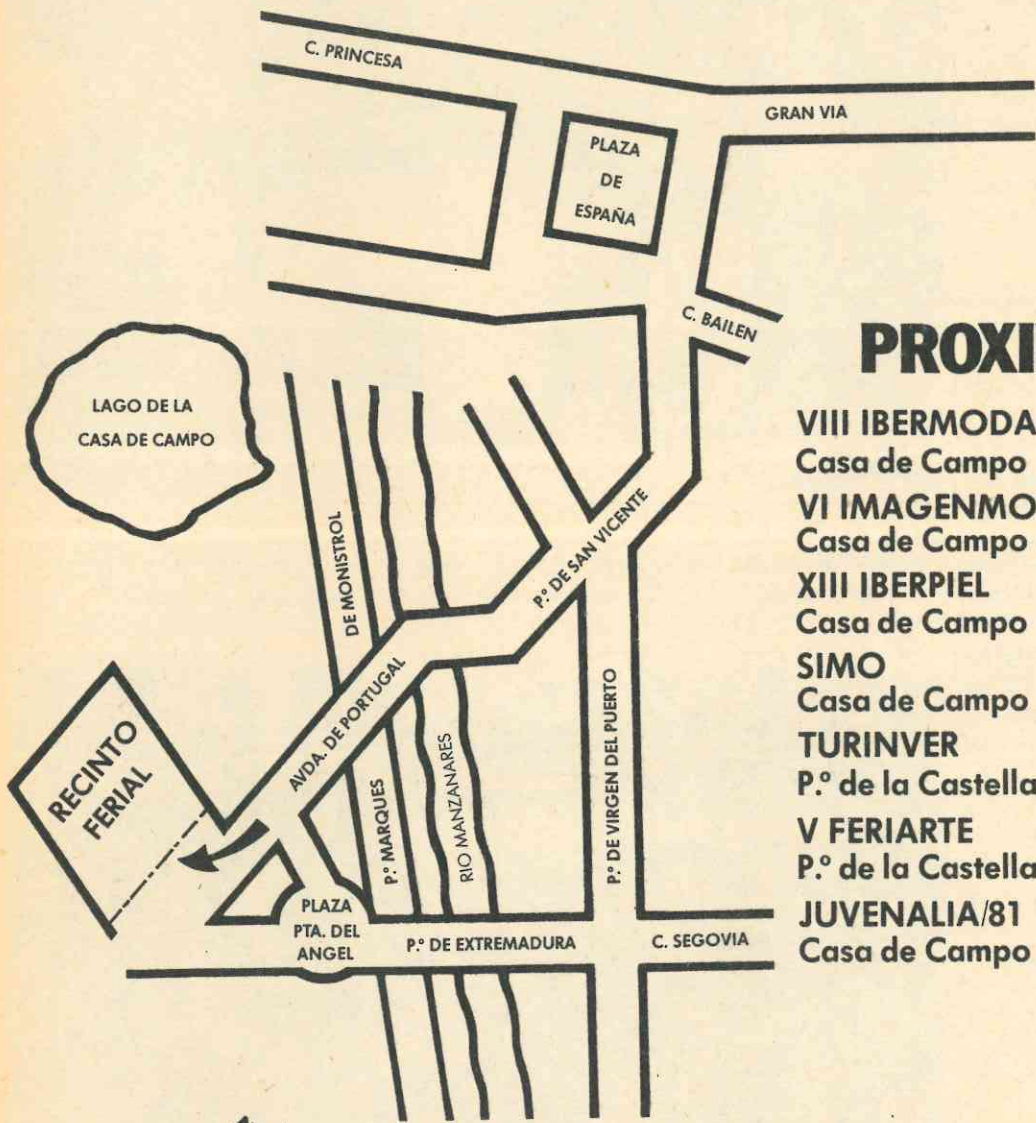 C. PRINCESA
GRAN VIA
PLAZA
DE
ESPAÑA
C. BAILEN
LAGO DE LA
CASA DE CAMPO
DE MONISTROL
P.º DE SAN VICENTE
AVDA. DE PORTUGAL
RECINTO
FERIAL
P.º MARQUES
RIO MANZANARES
P.º DE VIRGEN DEL PUERTO
PLAZA
PTA. DEL
ANGEL
P.º DE EXTREMADURA
C. SEGOVIA
PROXI
VIII IBERMODA
Casa de Campo
VI IMAGENMO
Casa de Campo
XIII IBERPIEL
Casa de Campo
SIMO
Casa de Campo
TURINVER
P.º de la Castella
V FERIARTE
P.º de la Castella
JUVENALIA/81
Casa de Campo